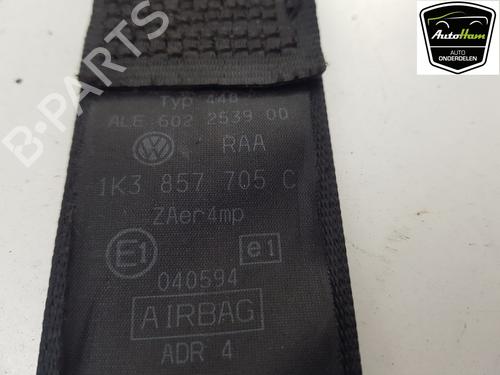 AutoHam
AUTO
ONDERDELEN
B-PARTS
Typ 448
ALE 602 2539 00
RAA
1K3 857 705 C
ZAer4mp
E1
e1
040594
AIRBAG
ADR 4